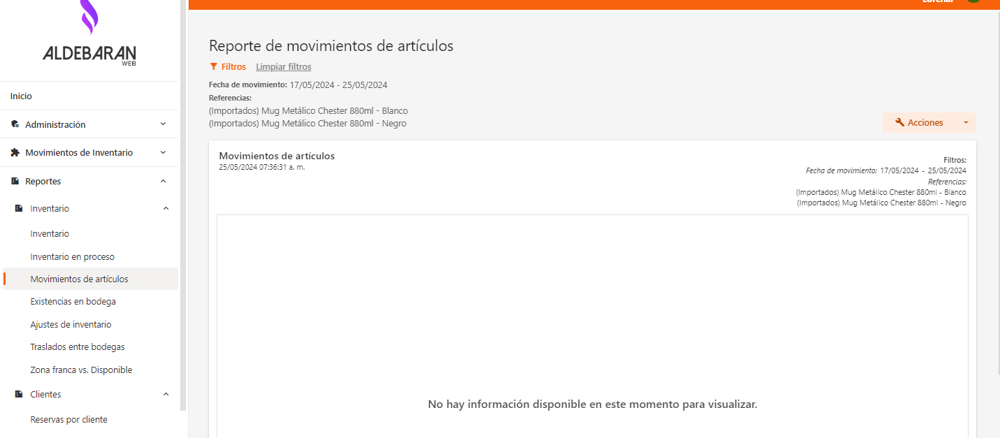 ALDEBARAN
WEB
Inicio
Administración
Movimientos de Inventario
Reportes
Inventario
Inventario
Inventario en proceso
Movimientos de artículos
Existencias en bodega
Ajustes de inventario
Traslados entre bodegas
Zona franca vs. Disponible
Clientes
Reservas por cliente
Reporte de movimientos de artículos
Filtros Limpiar filtros
Fecha de movimiento: 17/05/2024 - 25/05/2024
Referencias:
(Importados) Mug Metálico Chester 880ml - Blanco
(Importados) Mug Metálico Chester 880ml - Negro
Acciones
Movimientos de artículos
25/05/2024 07:36:31 a. m.
Filtros:
Fecha de movimiento: 17/05/2024 - 25/05/2024
Referencias:
(Importados) Mug Metálico Chester 880ml - Blanco
(Importados) Mug Metálico Chester 880ml - Negro
No hay información disponible en este momento para visualizar.